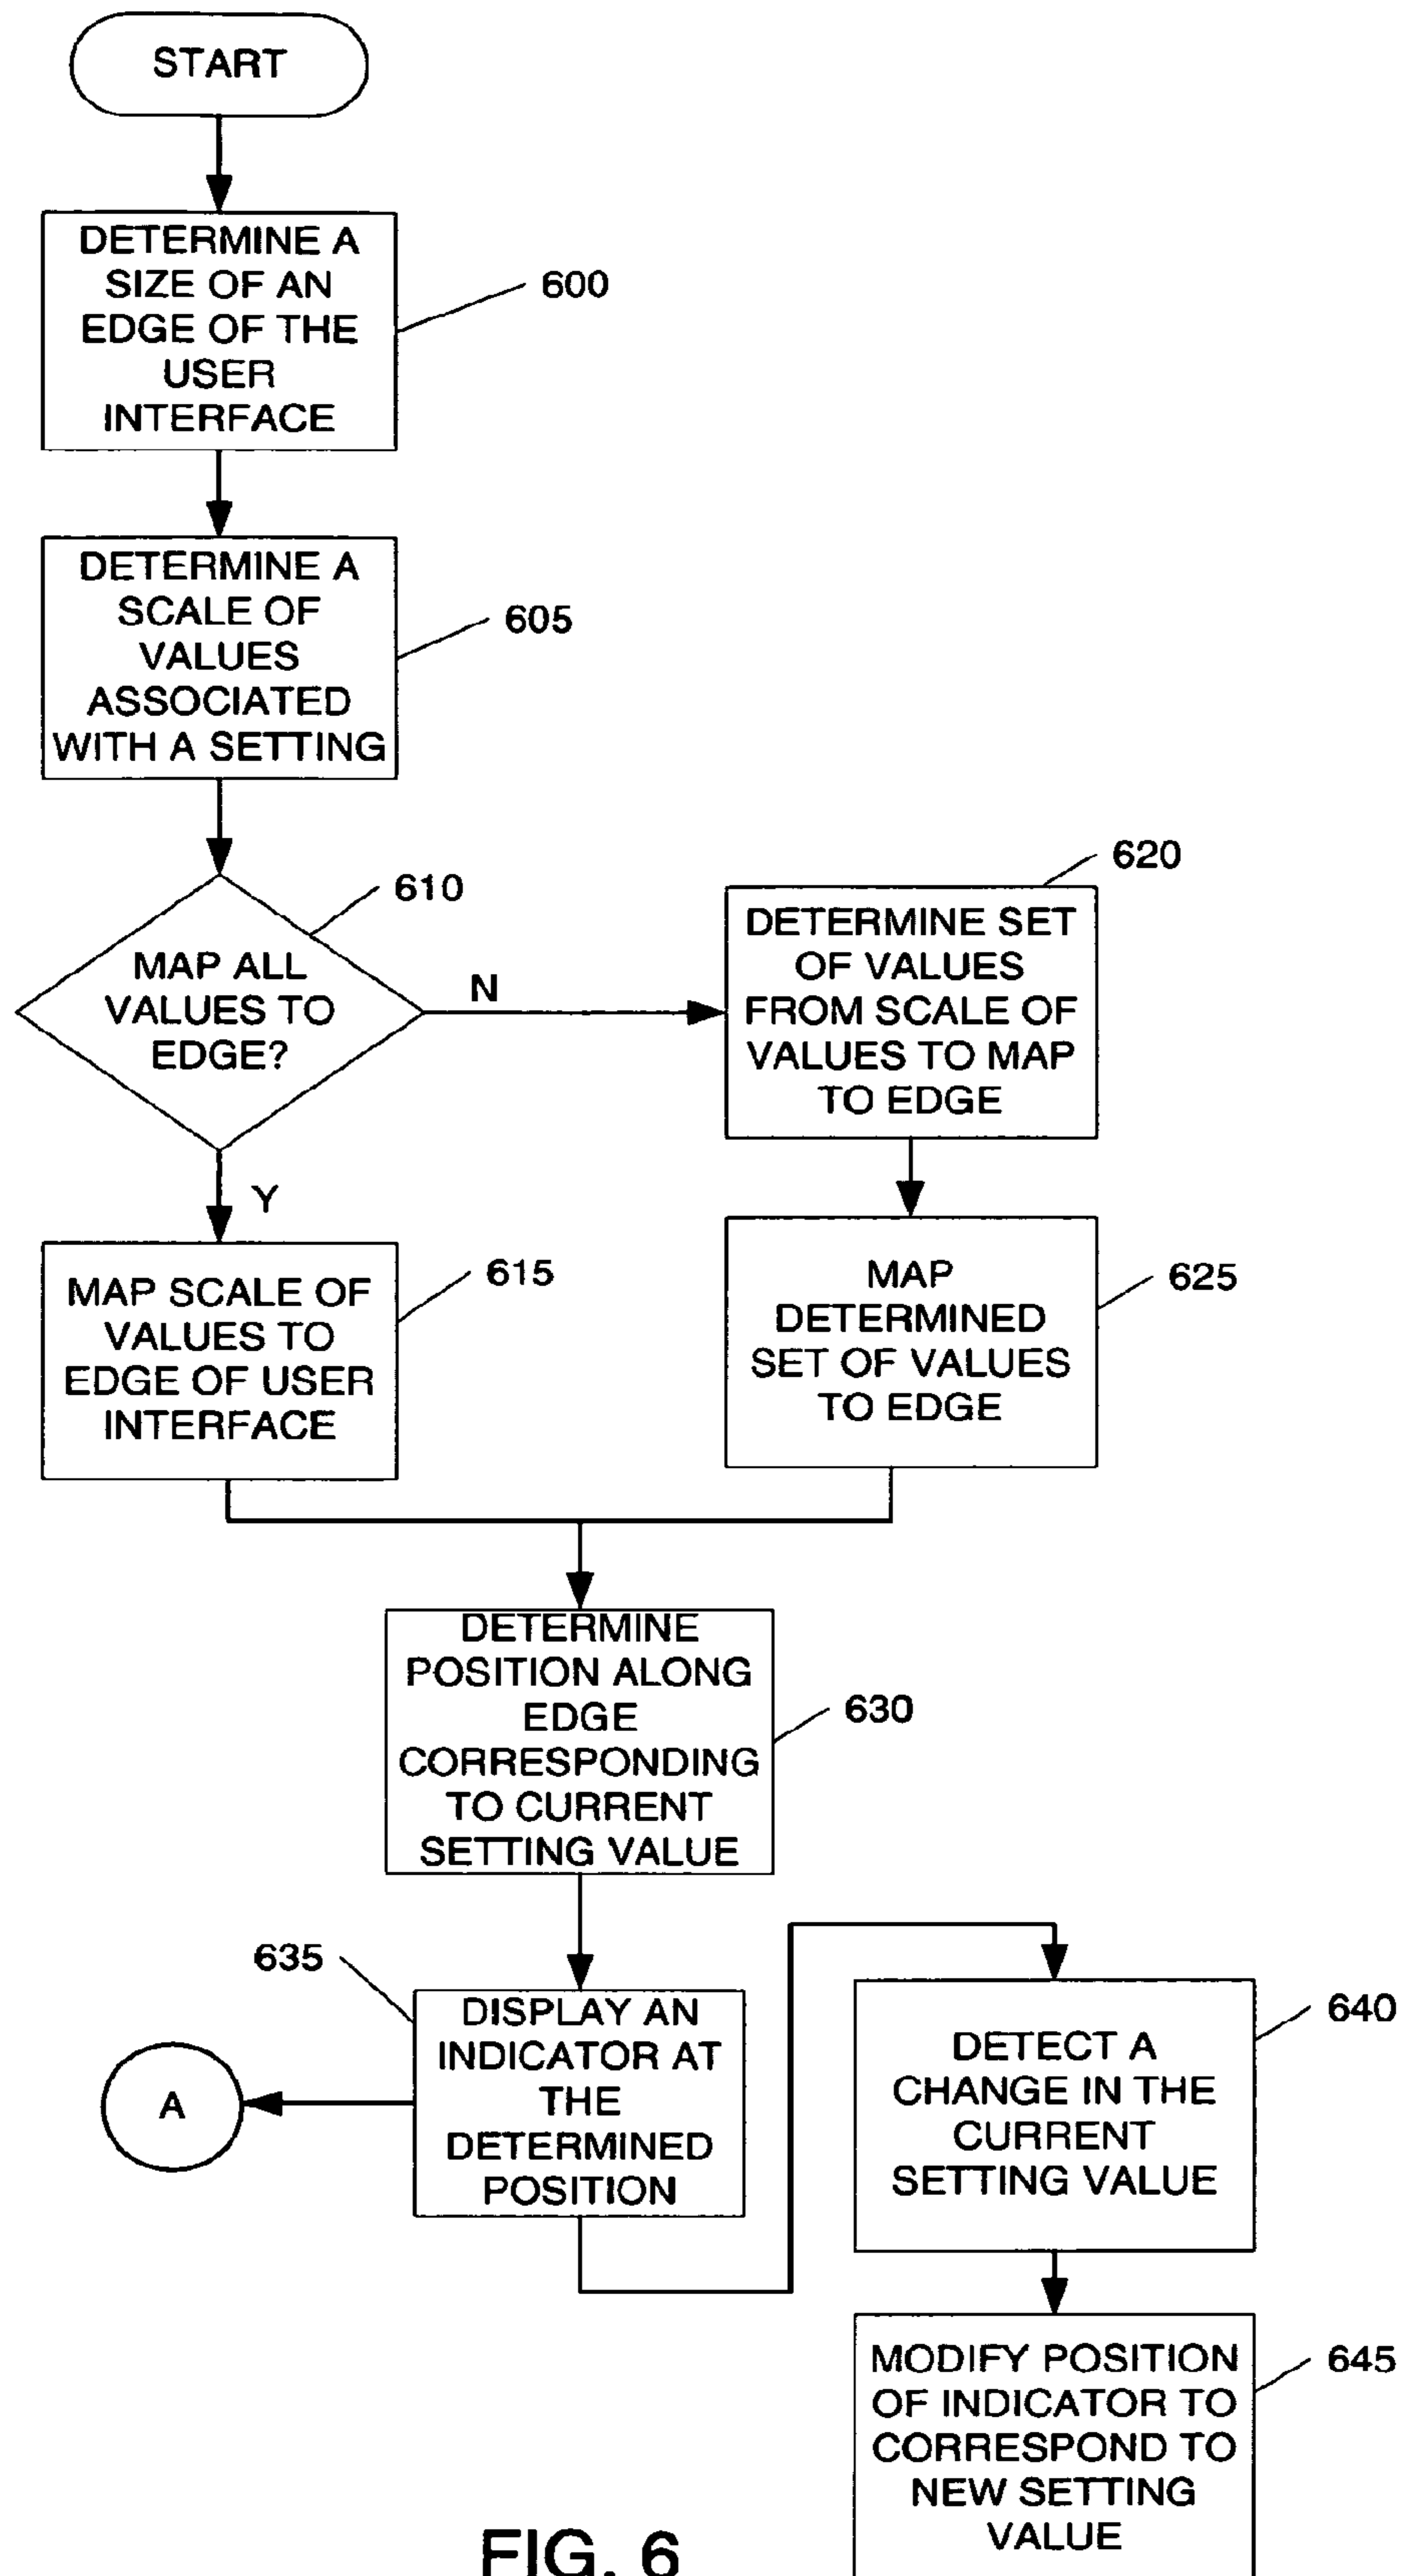 START
DETERMINE A
SIZE OF AN
EDGE OF THE
USER
INTERFACE
600
DETERMINE A
SCALE OF
VALUES
ASSOCIATED
WITH A SETTING
605
MAP ALL
VALUES TO
EDGE?
610
N
Y
DETERMINE SET
OF VALUES
FROM SCALE OF
VALUES TO MAP
TO EDGE
620
MAP SCALE OF
VALUES TO
EDGE OF USER
INTERFACE
615
MAP
DETERMINED
SET OF VALUES
TO EDGE
625
DETERMINE
POSITION ALONG
EDGE
CORRESPONDING
TO CURRENT
SETTING VALUE
630
635
DISPLAY AN
INDICATOR AT
THE
DETERMINED
POSITION
A
DETECT A
CHANGE IN THE
CURRENT
SETTING VALUE
640
MODIFY POSITION
OF INDICATOR TO
CORRESPOND TO
NEW SETTING
VALUE
645
FIG. 6